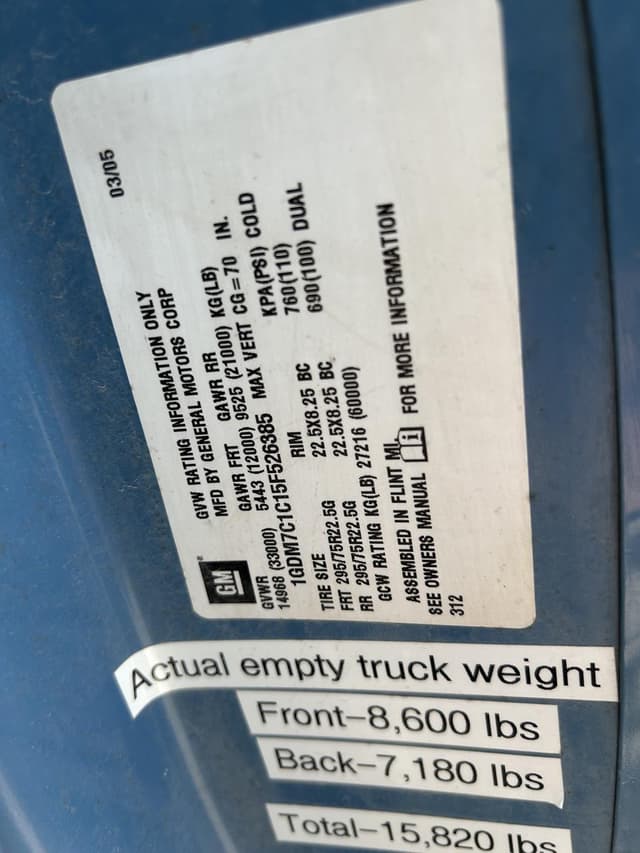 03/05
GVW RATING INFORMATION ONLY
MFD BY GENERAL MOTORS CORP
GM
GVWR GAWR FRT GAWR RR KG(LB)
14968 (33000) 5443 (12000) 9525 (21000) CG=70 IN.
1GDM7C1C15F526385 MAX VERT
TIRE SIZE RIM KPA(PSI) COLD
FRT 295/75R22.5G 22.5X8.25 BC 760(110)
RR 295/75R22.5G 22.5X8.25 BC 690(100) DUAL
GCW RATING KG(LB) 27216 (60000)
ASSEMBLED IN FLINT MI.
SEE OWNERS MANUAL i FOR MORE INFORMATION
312
Actual empty truck weight
Front-8,600 lbs
Back-7,180 lbs
Total-15,820 lbs